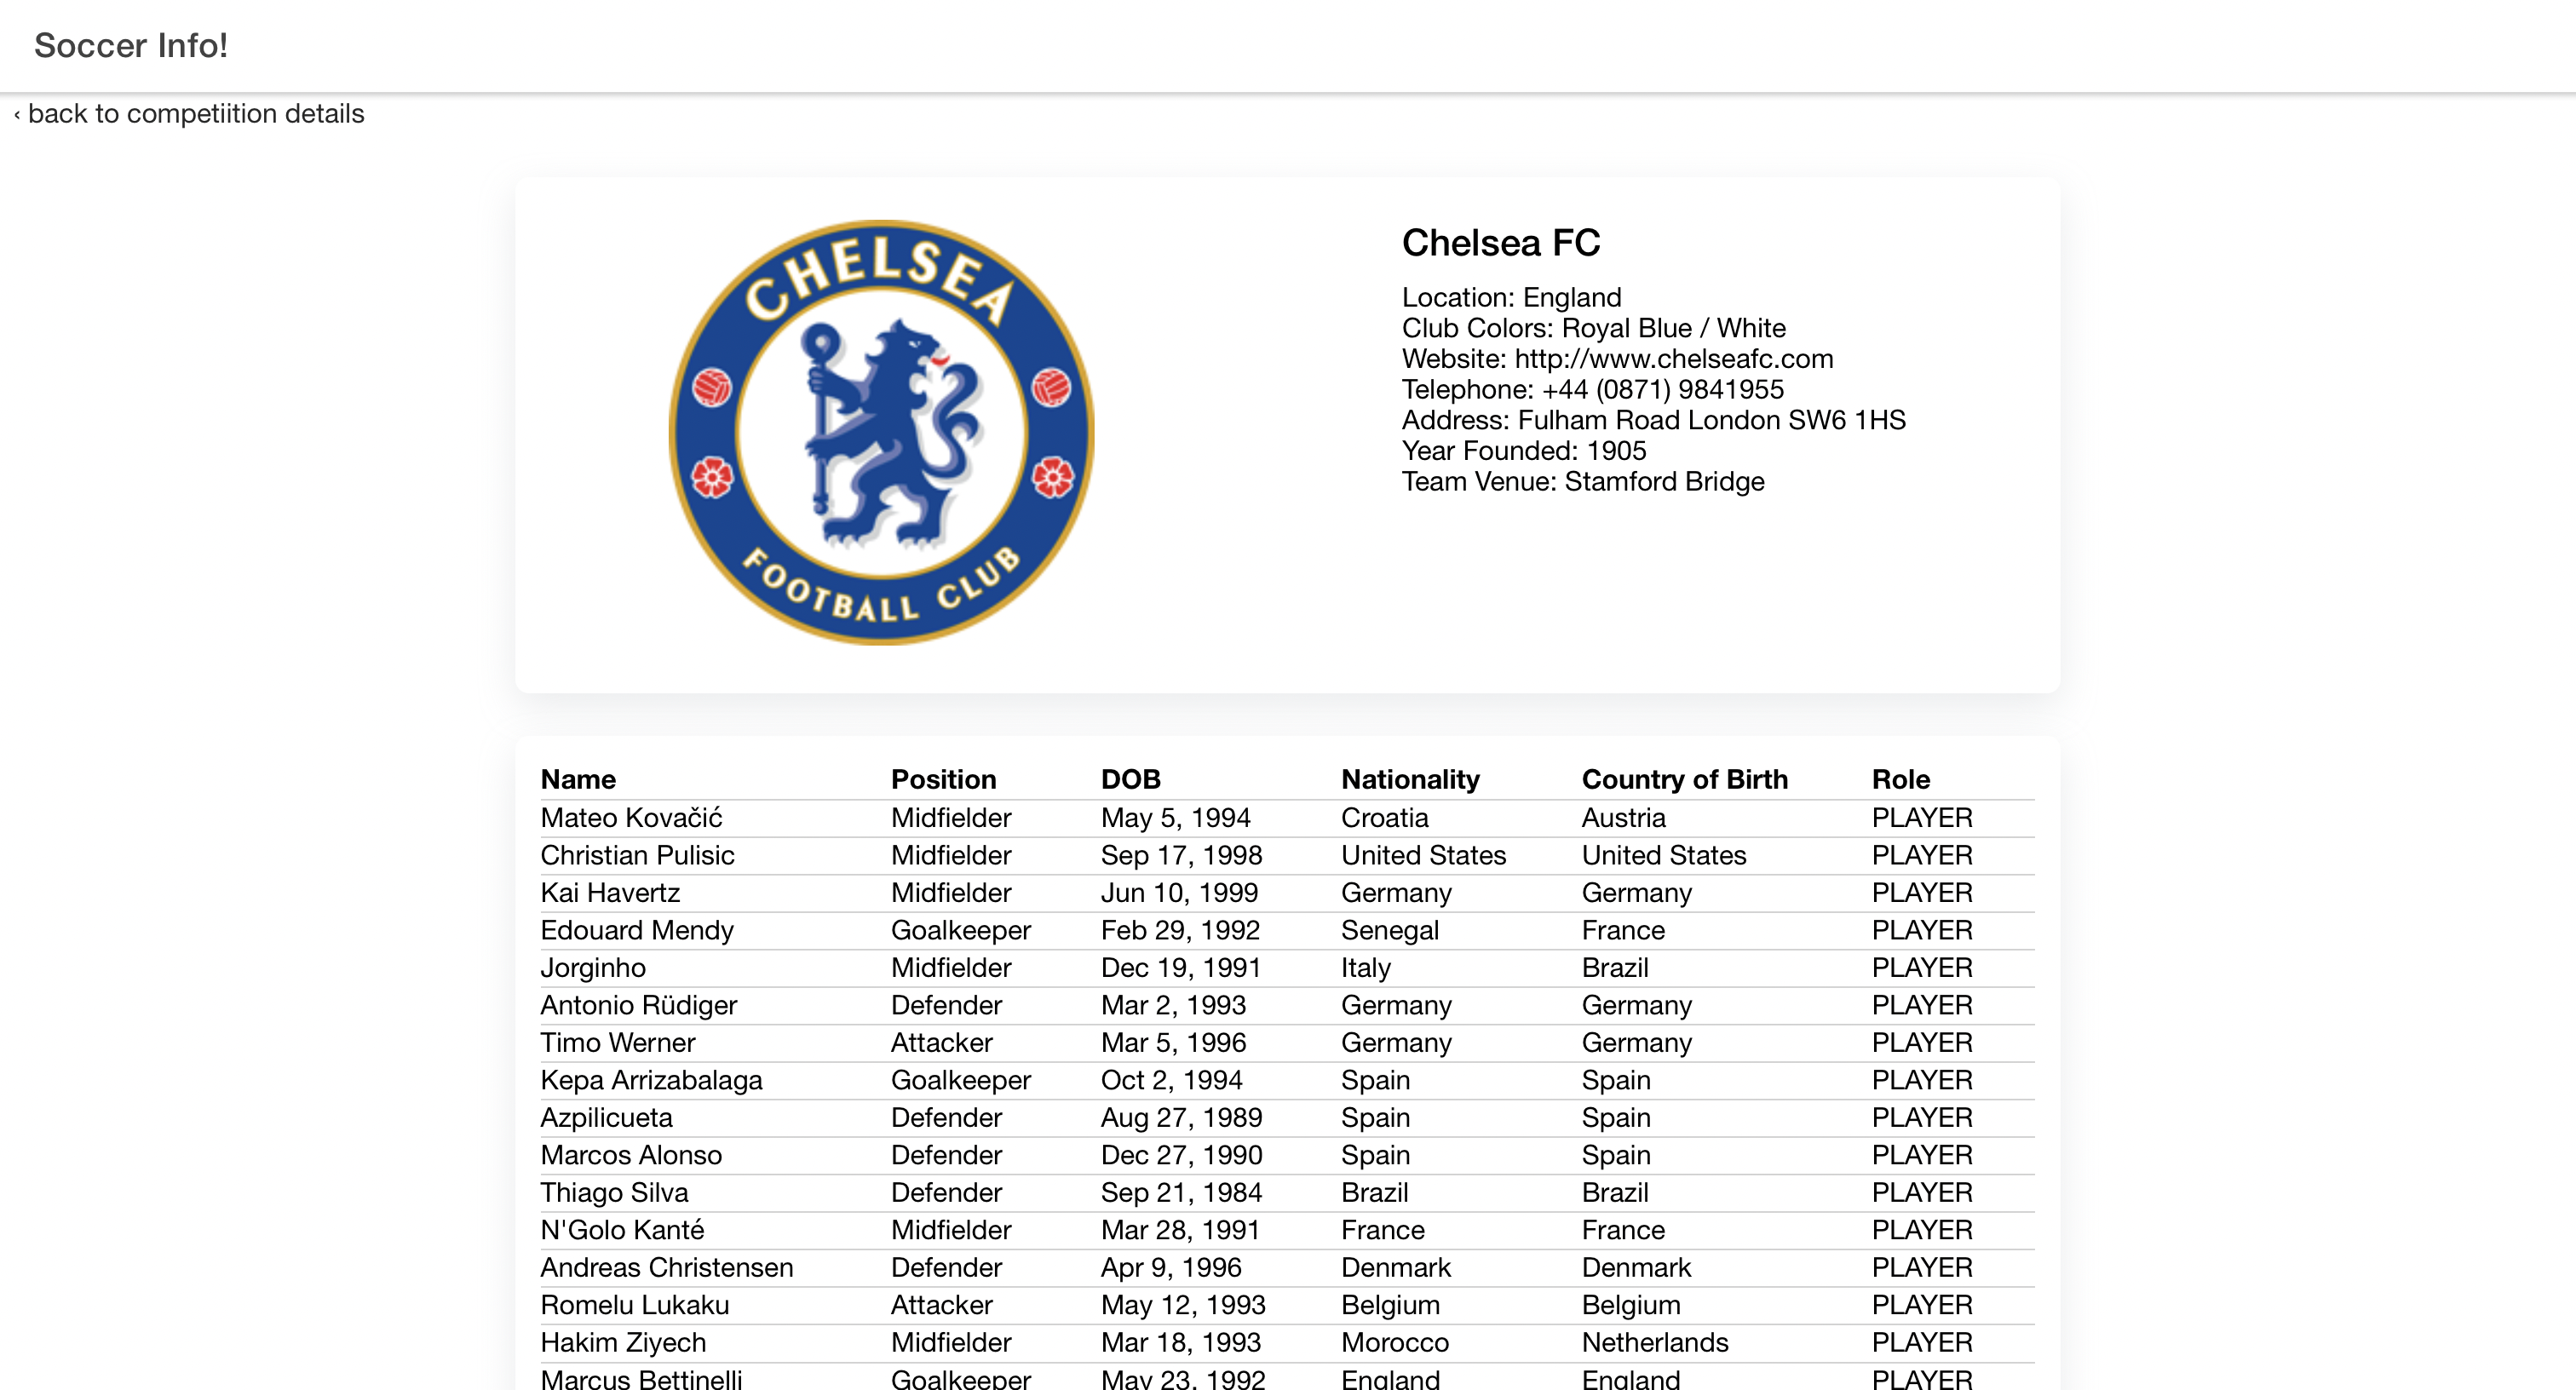 Soccer Info!
‹ back to competiition details
CHELSEA
FOOTBALL CLUB
Chelsea FC
Location: England
Club Colors: Royal Blue / White
Website: http://www.chelseafc.com
Telephone: +44 (0871) 9841955
Address: Fulham Road London SW6 1HS
Year Founded: 1905
Team Venue: Stamford Bridge
Name Position DOB Nationality Country of Birth Role
Mateo Kovačić Midfielder May 5, 1994 Croatia Austria PLAYER
Christian Pulisic Midfielder Sep 17, 1998 United States United States PLAYER
Kai Havertz Midfielder Jun 10, 1999 Germany Germany PLAYER
Edouard Mendy Goalkeeper Feb 29, 1992 Senegal France PLAYER
Jorginho Midfielder Dec 19, 1991 Italy Brazil PLAYER
Antonio Rüdiger Defender Mar 2, 1993 Germany Germany PLAYER
Timo Werner Attacker Mar 5, 1996 Germany Germany PLAYER
Kepa Arrizabalaga Goalkeeper Oct 2, 1994 Spain Spain PLAYER
Azpilicueta Defender Aug 27, 1989 Spain Spain PLAYER
Marcos Alonso Defender Dec 27, 1990 Spain Spain PLAYER
Thiago Silva Defender Sep 21, 1984 Brazil Brazil PLAYER
N'Golo Kanté Midfielder Mar 28, 1991 France France PLAYER
Andreas Christensen Defender Apr 9, 1996 Denmark Denmark PLAYER
Romelu Lukaku Attacker May 12, 1993 Belgium Belgium PLAYER
Hakim Ziyech Midfielder Mar 18, 1993 Morocco Netherlands PLAYER
Marcus Bettinelli Goalkeeper May 23, 1992 England England PLAYER